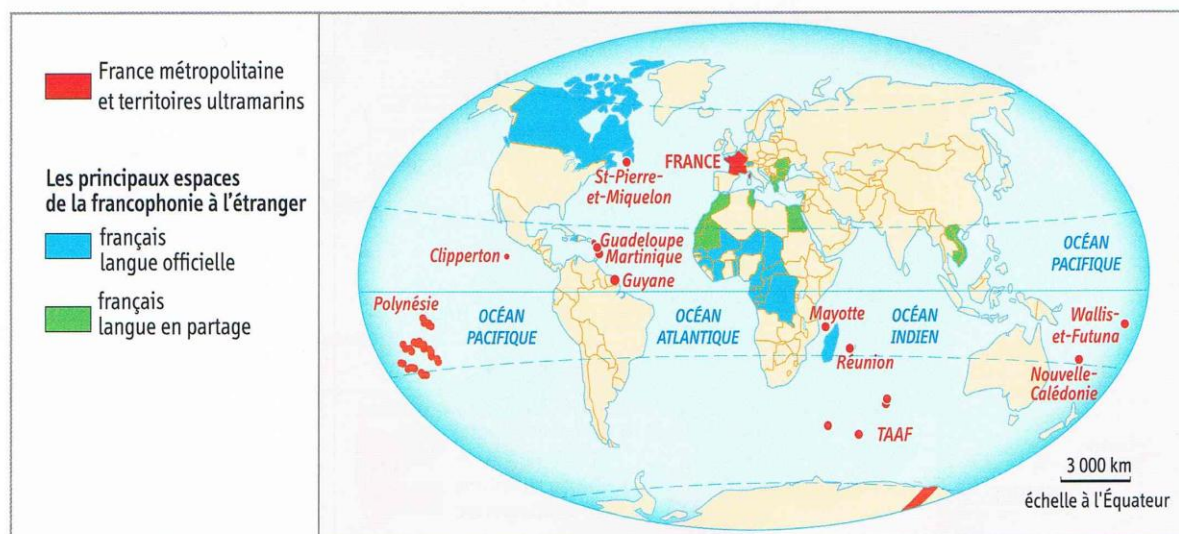 France métropolitaine
et territoires ultramarins
Les principaux espaces
de la francophonie à l'étranger
français
langue officielle
français
langue en partage
FRANCE
St-Pierre-
et-Miquelon
Clipperton
Guadeloupe
Martinique
Guyane
Polynésie
OCÉAN
PACIFIQUE
OCÉAN
ATLANTIQUE
Mayotte
OCÉAN
INDIEN
Réunion
TAAF
OCÉAN
PACIFIQUE
Wallis-
et-Futuna
Nouvelle-
Calédonie
3 000 km
échelle à l'Équateur